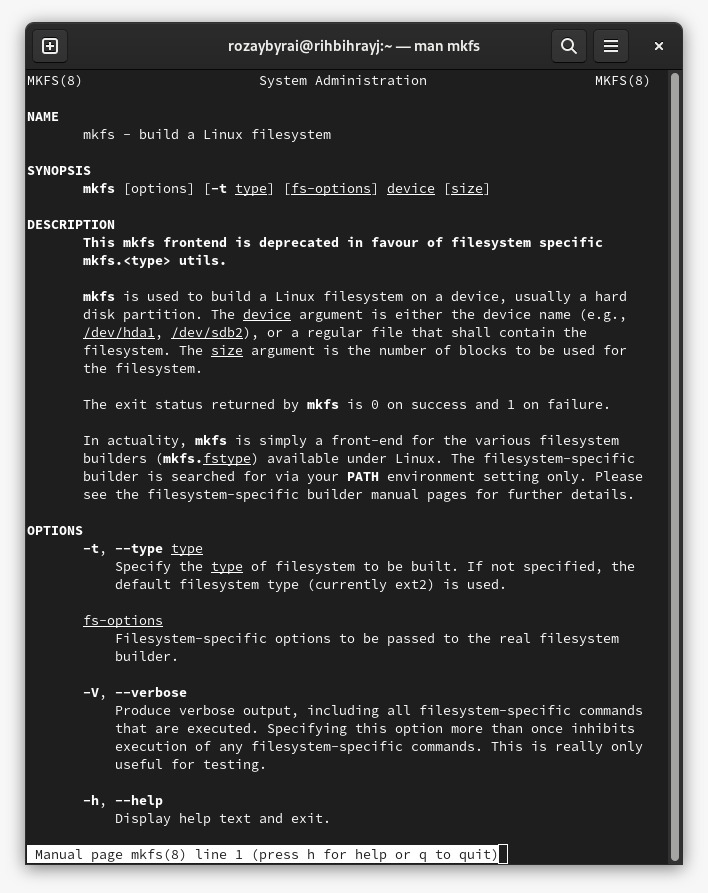 rozaybyrai@rihbihrayj:~ — man mkfs
MKFS(8) System Administration MKFS(8)
NAME
mkfs - build a Linux filesystem
SYNOPSIS
mkfs [options] [-t type] [fs-options] device [size]
DESCRIPTION
This mkfs frontend is deprecated in favour of filesystem specific
mkfs.<type> utils.
mkfs is used to build a Linux filesystem on a device, usually a hard
disk partition. The device argument is either the device name (e.g.,
/dev/hda1, /dev/sdb2), or a regular file that shall contain the
filesystem. The size argument is the number of blocks to be used for
the filesystem.
The exit status returned by mkfs is 0 on success and 1 on failure.
In actuality, mkfs is simply a front-end for the various filesystem
builders (mkfs.fstype) available under Linux. The filesystem-specific
builder is searched for via your PATH environment setting only. Please
see the filesystem-specific builder manual pages for further details.
OPTIONS
-t, --type type
Specify the type of filesystem to be built. If not specified, the
default filesystem type (currently ext2) is used.
fs-options
Filesystem-specific options to be passed to the real filesystem
builder.
-V, --verbose
Produce verbose output, including all filesystem-specific commands
that are executed. Specifying this option more than once inhibits
execution of any filesystem-specific commands. This is really only
useful for testing.
-h, --help
Display help text and exit.
Manual page mkfs(8) line 1 (press h for help or q to quit)